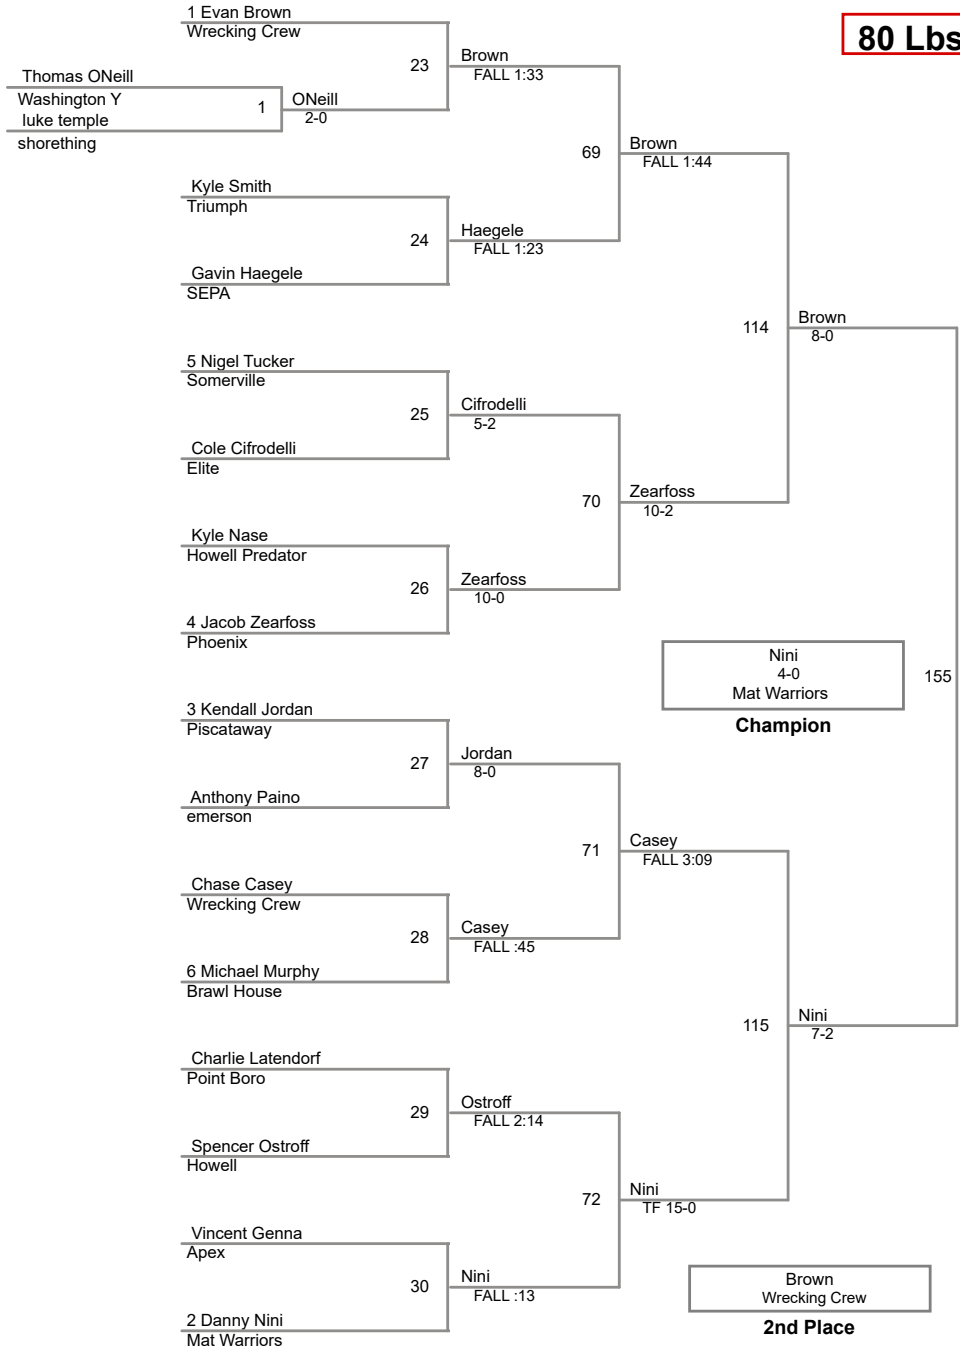 1 Evan Brown
Wrecking Crew
80 Lbs
23
Brown
FALL 1:33
Thomas ONeill
Washington Y
1
ONeill
2-0
luke temple
shorething
69
Brown
FALL 1:44
Kyle Smith
Triumph
24
Haegele
FALL 1:23
Gavin Haegele
SEPA
114
Brown
8-0
5 Nigel Tucker
Somerville
25
Cifrodelli
5-2
Cole Cifrodelli
Elite
70
Zearfoss
10-2
Kyle Nase
Howell Predator
26
Zearfoss
10-0
4 Jacob Zearfoss
Phoenix
Nini
4-0
Mat Warriors
Champion
155
3 Kendall Jordan
Piscataway
27
Jordan
8-0
Anthony Paino
emerson
71
Casey
FALL 3:09
Chase Casey
Wrecking Crew
28
Casey
FALL :45
6 Michael Murphy
Brawl House
115
Nini
7-2
Charlie Latendorf
Point Boro
29
Ostroff
FALL 2:14
Spencer Ostroff
Howell
72
Nini
TF 15-0
Vincent Genna
Apex
30
Nini
FALL :13
2 Danny Nini
Mat Warriors
Brown
Wrecking Crew
2nd Place